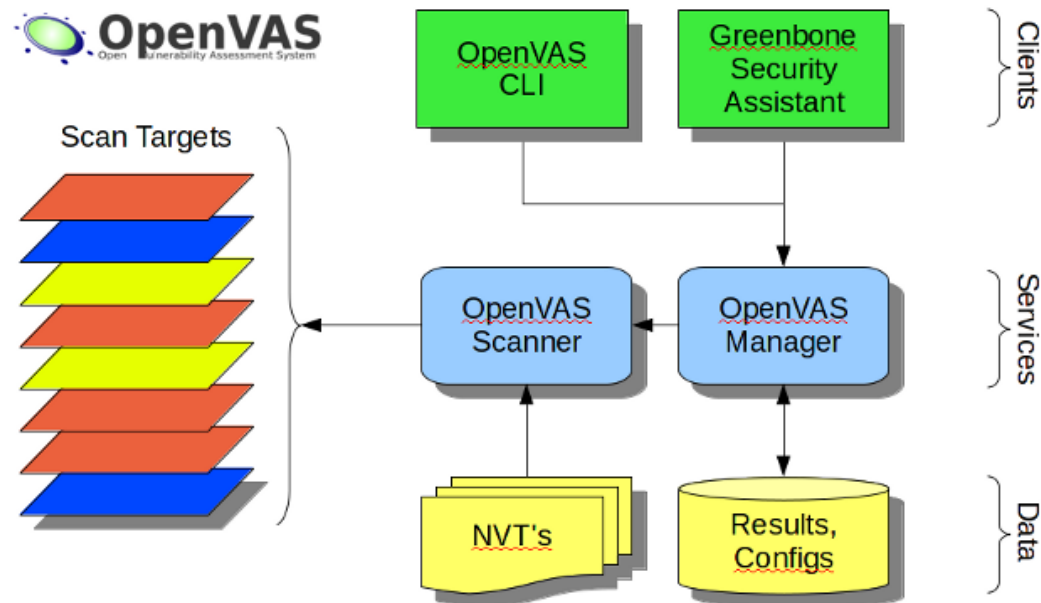 OpenVAS
Open Vulnerability Assessment System
OpenVAS
CLI
Greenbone
Security
Assistant
Clients
Scan Targets
OpenVAS
Scanner
OpenVAS
Manager
Services
NVT's
Results,
Configs
Data